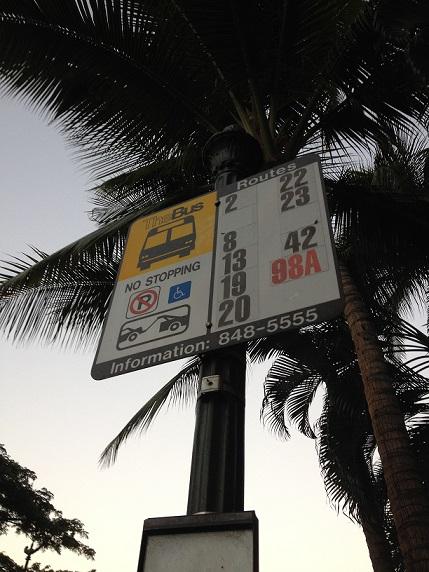 TheBus
NO STOPPING
P
Routes
2
8
13
19
20
22
23
42
98A
Information: 848-5555